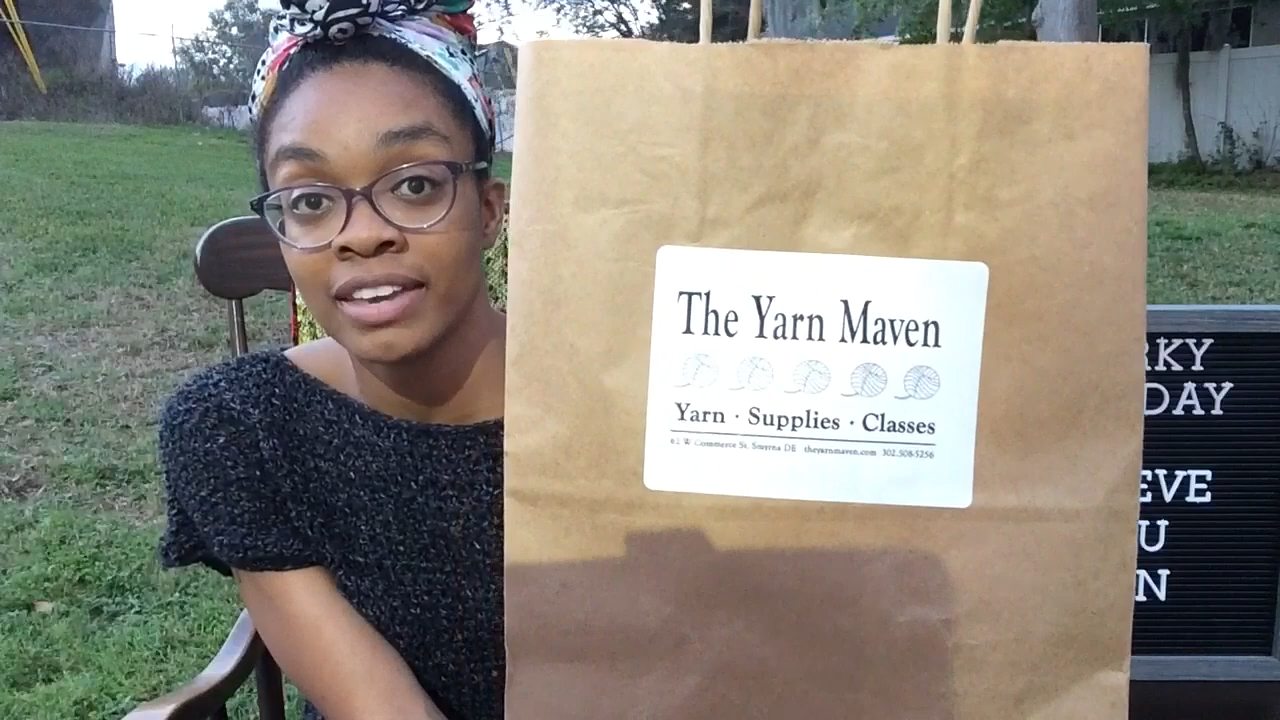 The Yarn Maven
Yarn · Supplies · Classes
62 W Commerce St. Smyrna DE theyarnmaven.com 302.508.5256
RKY
DAY
EVE
U
N